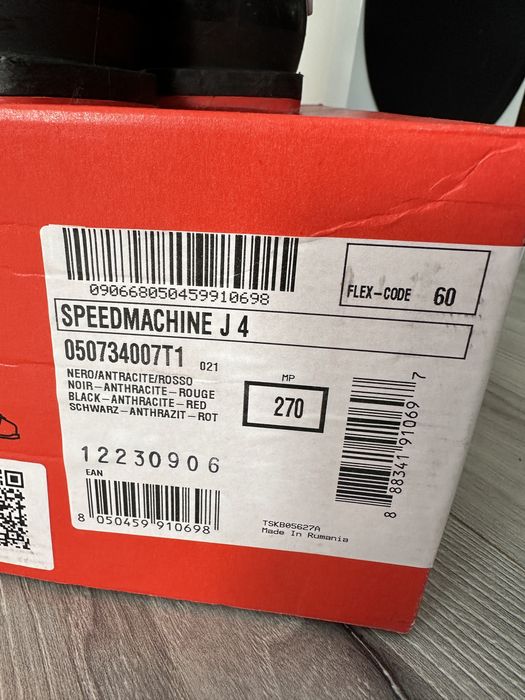 090668050459910698
FLEX-CODE 60
SPEEDMACHINE J 4
050734007T1 021
NERO/ANTRACITE/ROSSO
NOIR-ANTHRACITE-ROUGE
BLACK-ANTHRACITE-RED
SCHWARZ-ANTHRAZIT-ROT
MP
270
12230906
EAN
8 050459 910698
8 88341 91069 7
TSKB05627A
Made In Rumania